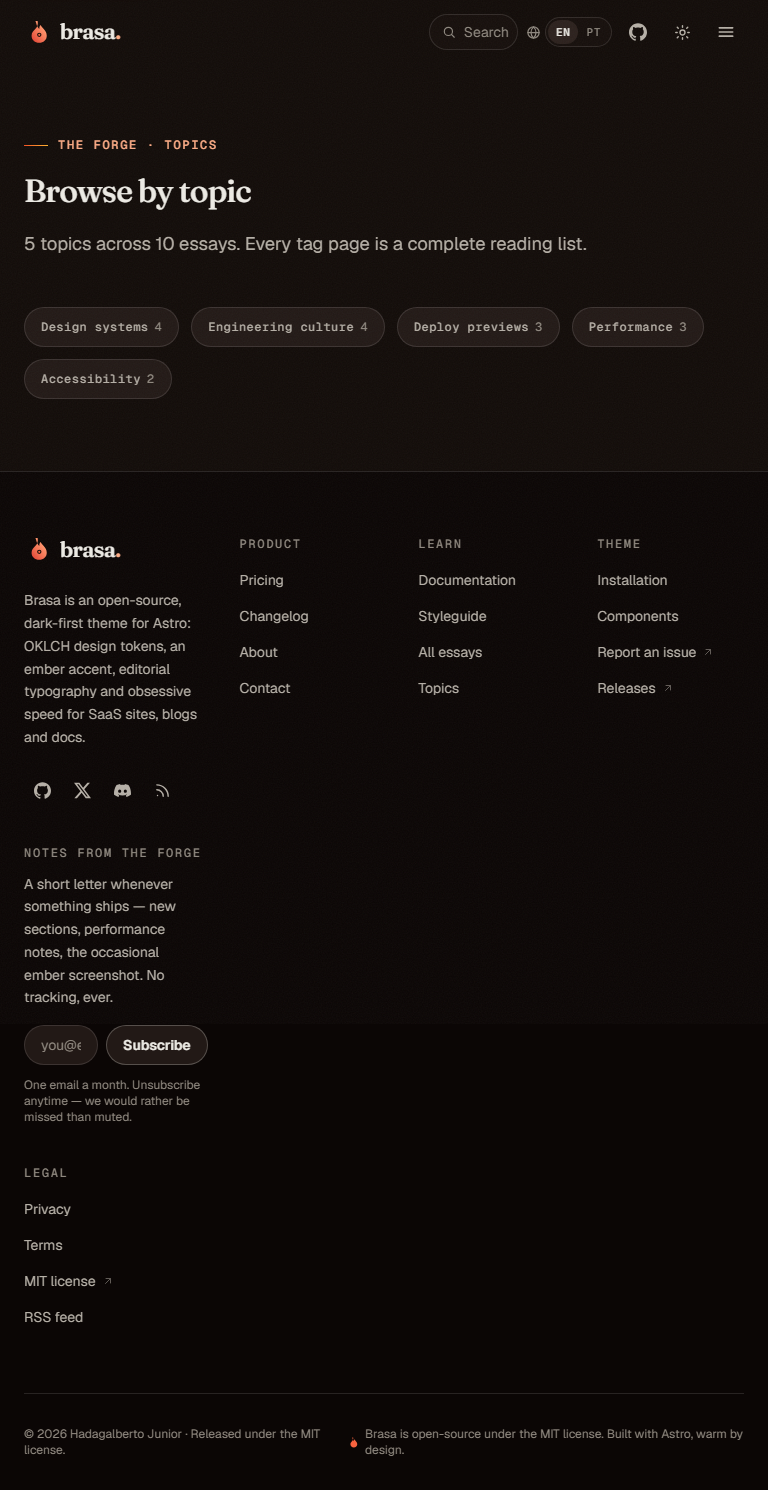 brasa.
Search
EN PT
THE FORGE · TOPICS
Browse by topic
5 topics across 10 essays. Every tag page is a complete reading list.
Design systems 4
Engineering culture 4
Deploy previews 3
Performance 3
Accessibility 2
brasa.
Brasa is an open-source,
dark-first theme for Astro:
OKLCH design tokens, an
ember accent, editorial
typography and obsessive
speed for SaaS sites, blogs
and docs.
PRODUCT
Pricing
Changelog
About
Contact
LEARN
Documentation
Styleguide
All essays
Topics
THEME
Installation
Components
Report an issue
Releases
NOTES FROM THE FORGE
A short letter whenever
something ships — new
sections, performance
notes, the occasional
ember screenshot. No
tracking, ever.
you@e
Subscribe
One email a month. Unsubscribe
anytime — we would rather be
missed than muted.
LEGAL
Privacy
Terms
MIT license
RSS feed
© 2026 Hadagalberto Junior · Released under the MIT
license.
Brasa is open-source under the MIT license. Built with Astro, warm by
design.